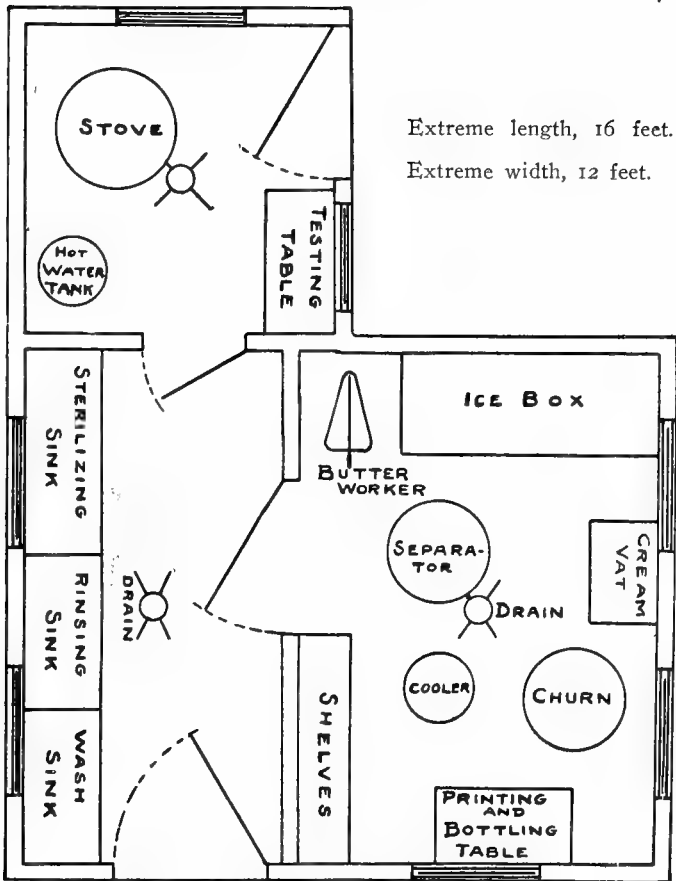 STOVE
Extreme length, 16 feet.
Extreme width, 12 feet.
HOT
WATER
TANK
TESTING
TABLE
STERILIZING
SINK
ICE BOX
BUTTER
WORKER
SEPARA-
TOR
CREAM
VAT
RINSING
SINK
DRAIN
DRAIN
COOLER
CHURN
SHELVES
WASH
SINK
PRINTING
AND
BOTTLING
TABLE